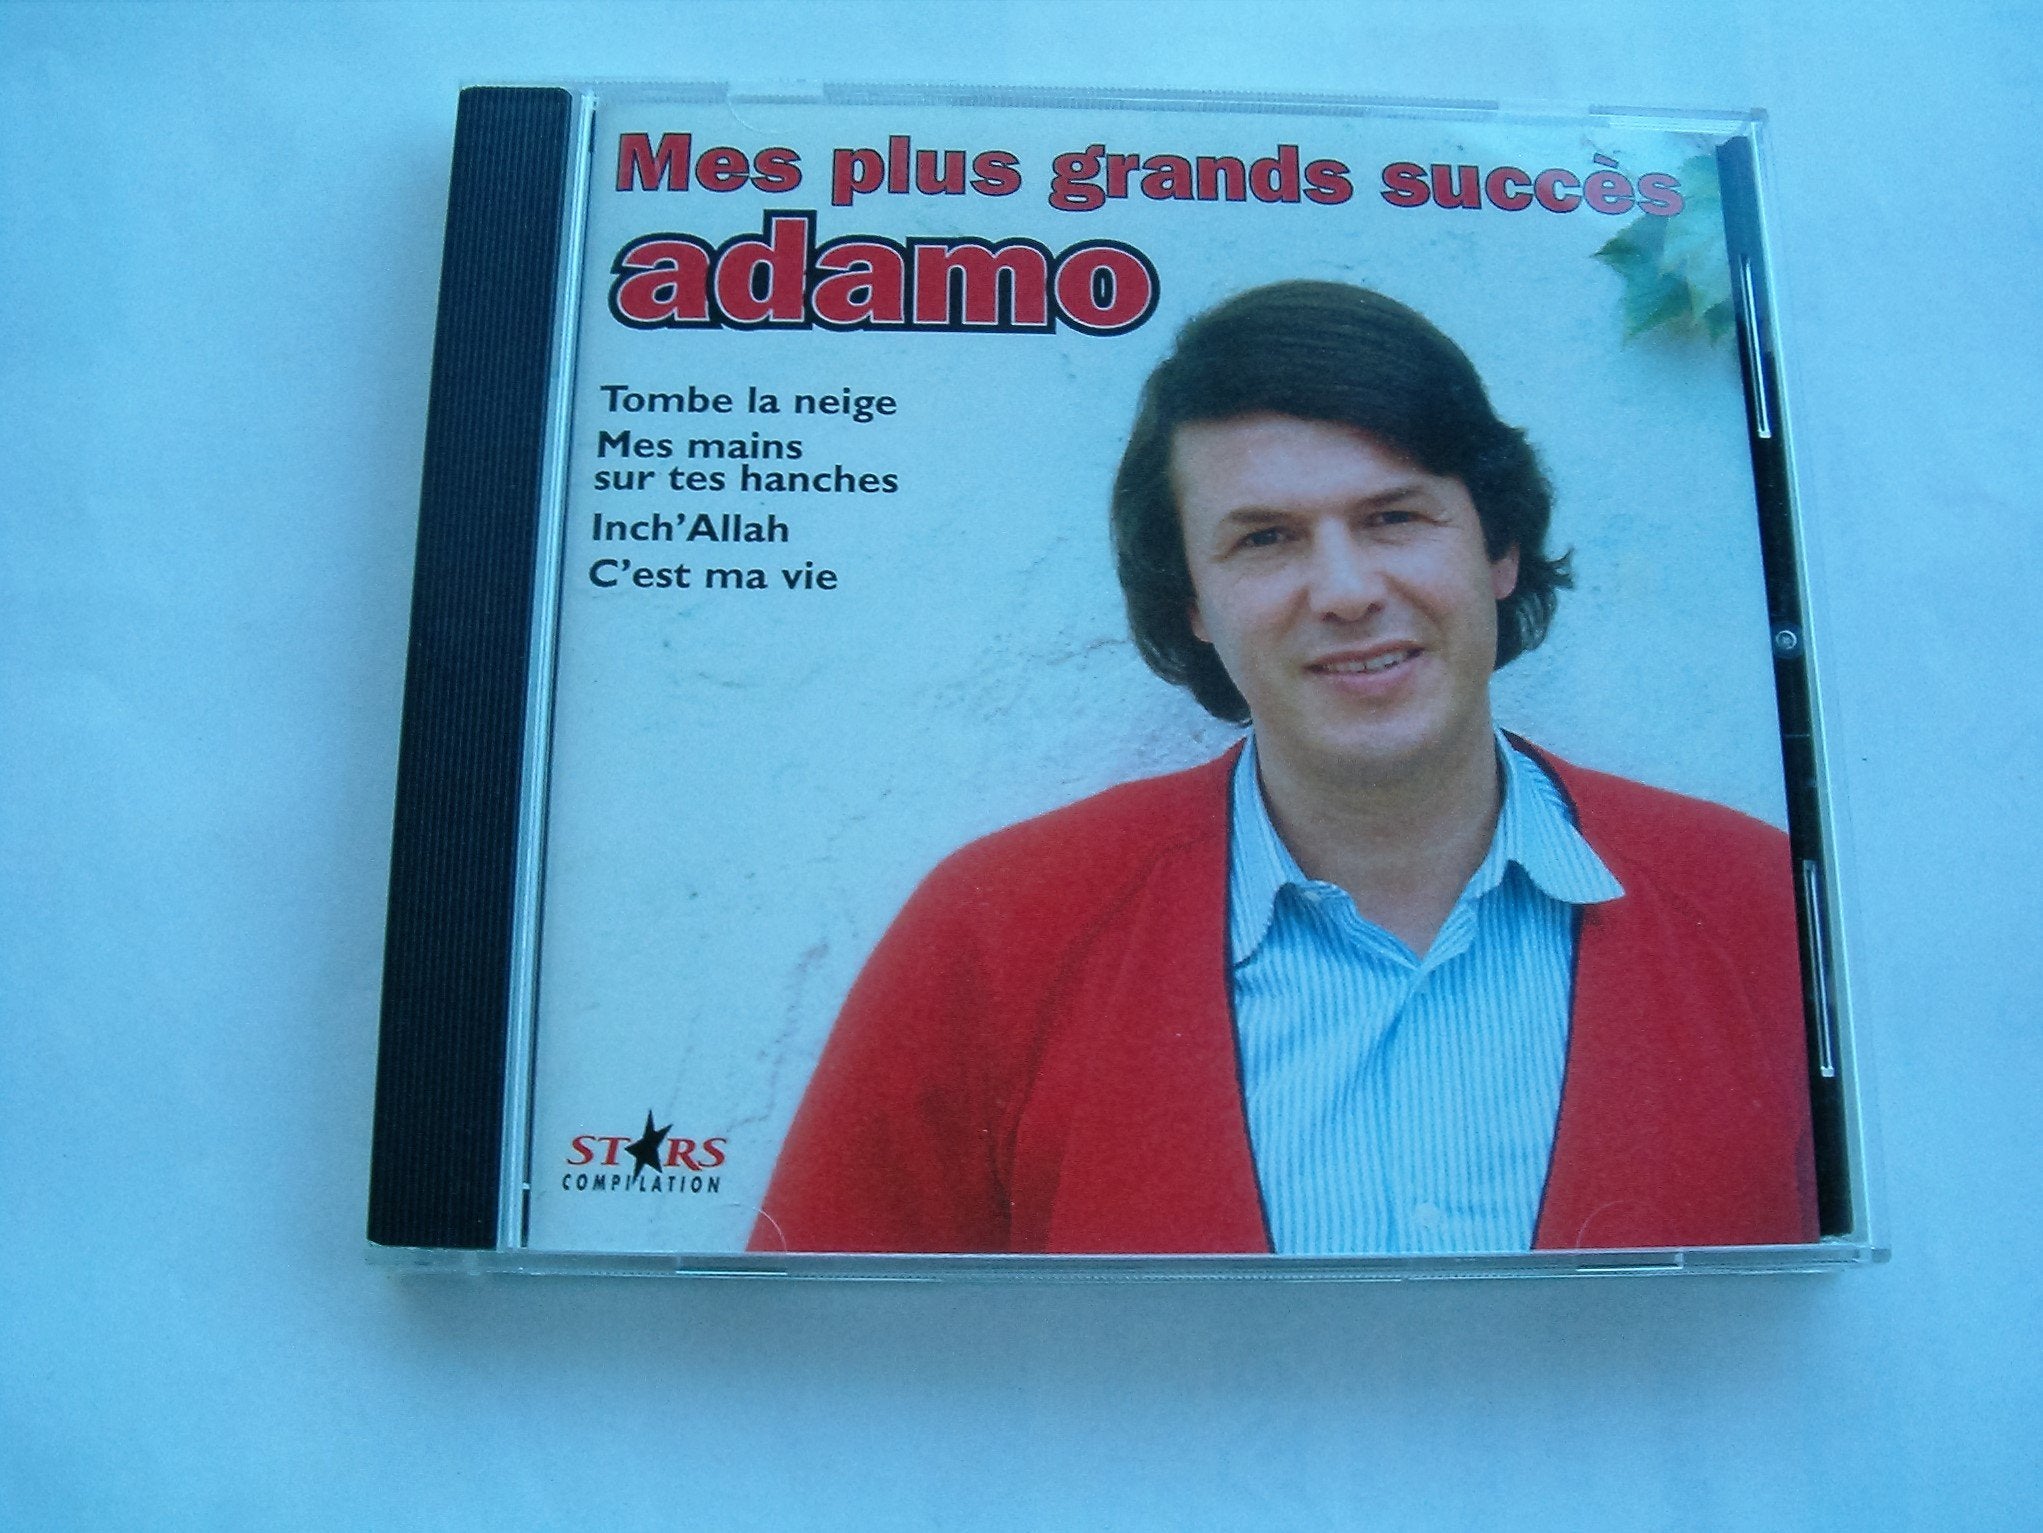 Mes plus grands succès
adamo
Tombe la neige
Mes mains
sur tes hanches
Inch'Allah
C'est ma vie
STARS
COMPILATION